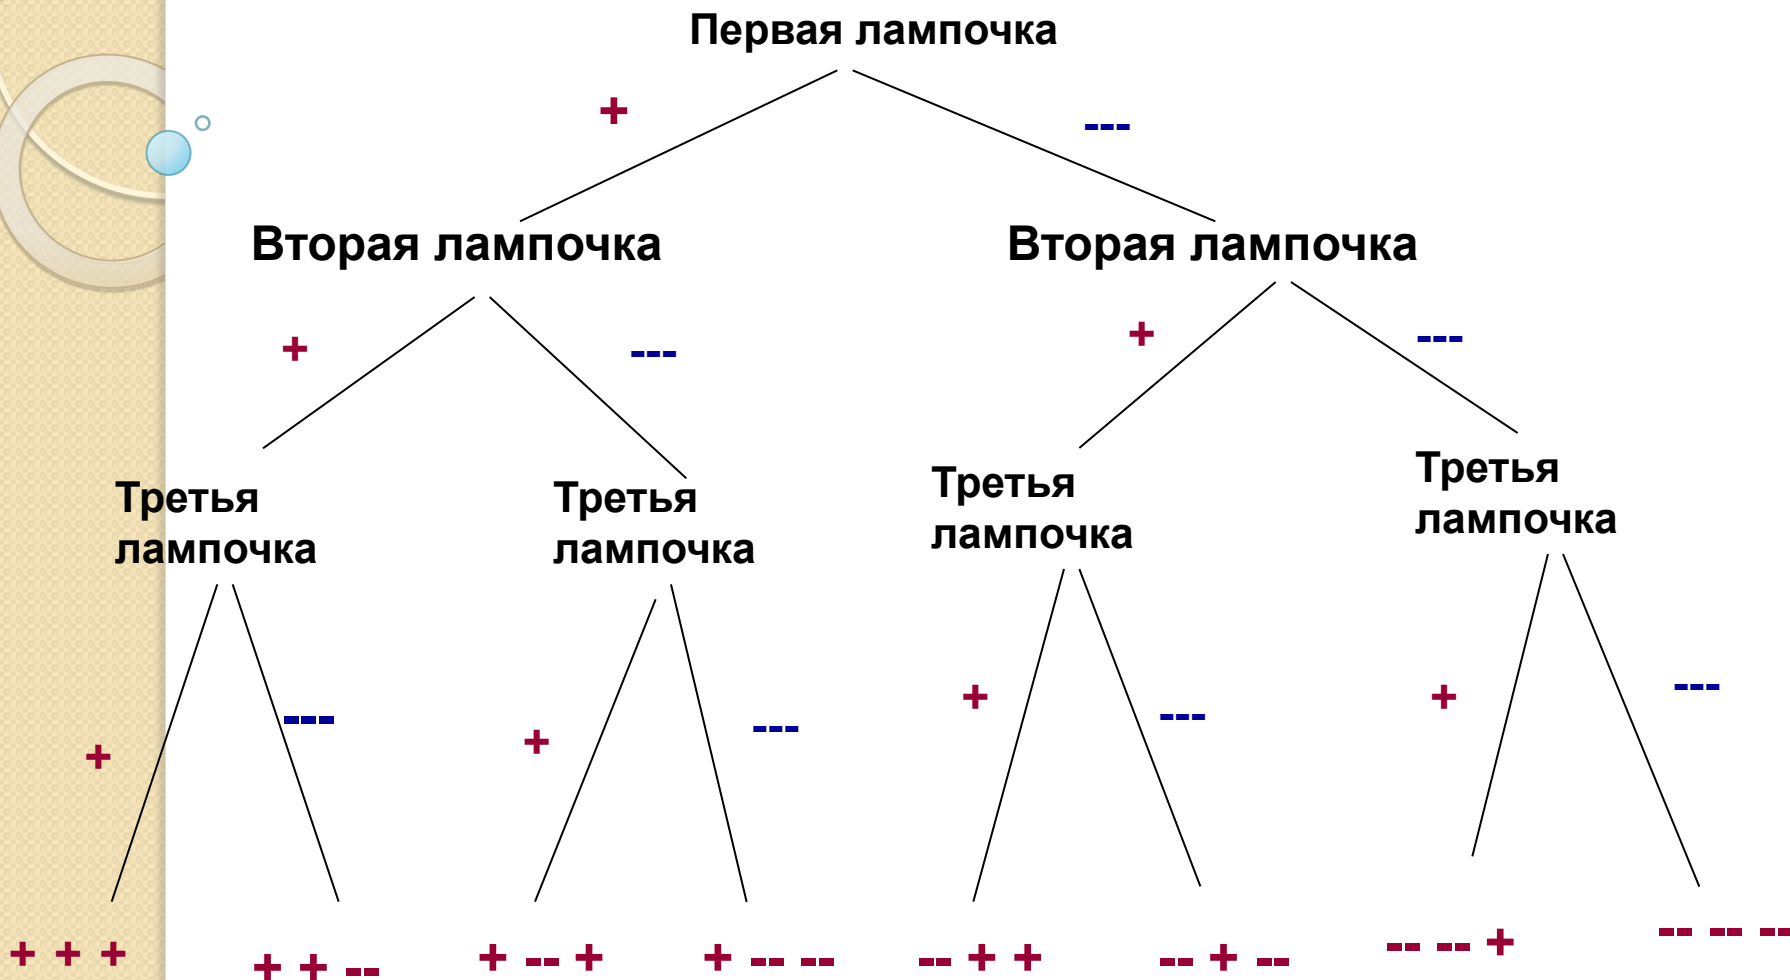 Первая лампочка
+ ---
Вторая лампочка Вторая лампочка
+ --- + ---
Третья лампочка Третья лампочка Третья лампочка Третья лампочка
+ --- + --- + --- + ---
+ + + + + -- + -- + + -- -- -- + + -- + -- -- -- + -- -- --